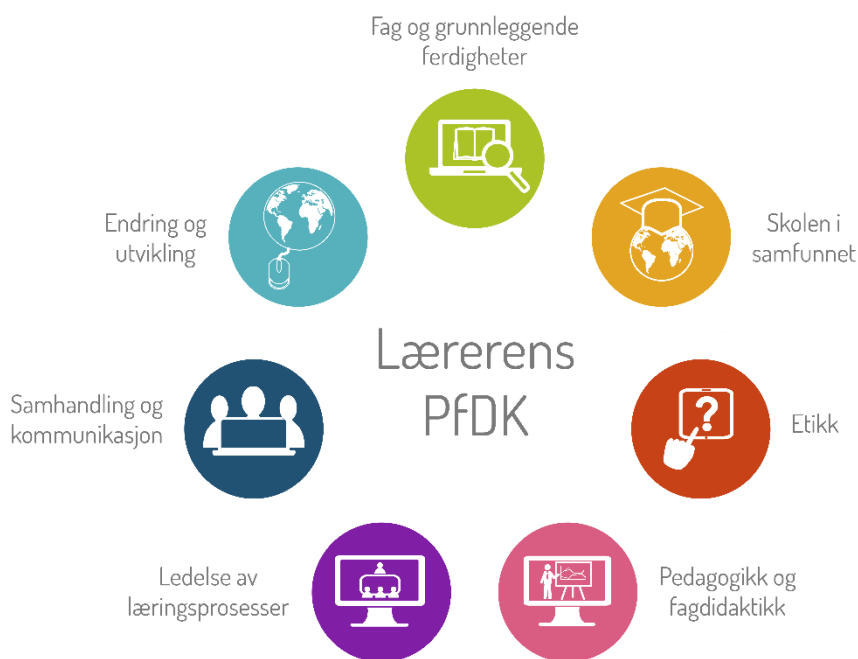 Fag og grunnleggende
ferdigheter
Endring og
utvikling
Skolen i
samfunnet
Lærerens
PfDK
Samhandling og
kommunikasjon
?
Etikk
Ledelse av
læringsprosesser
Pedagogikk og
fagdidaktikk